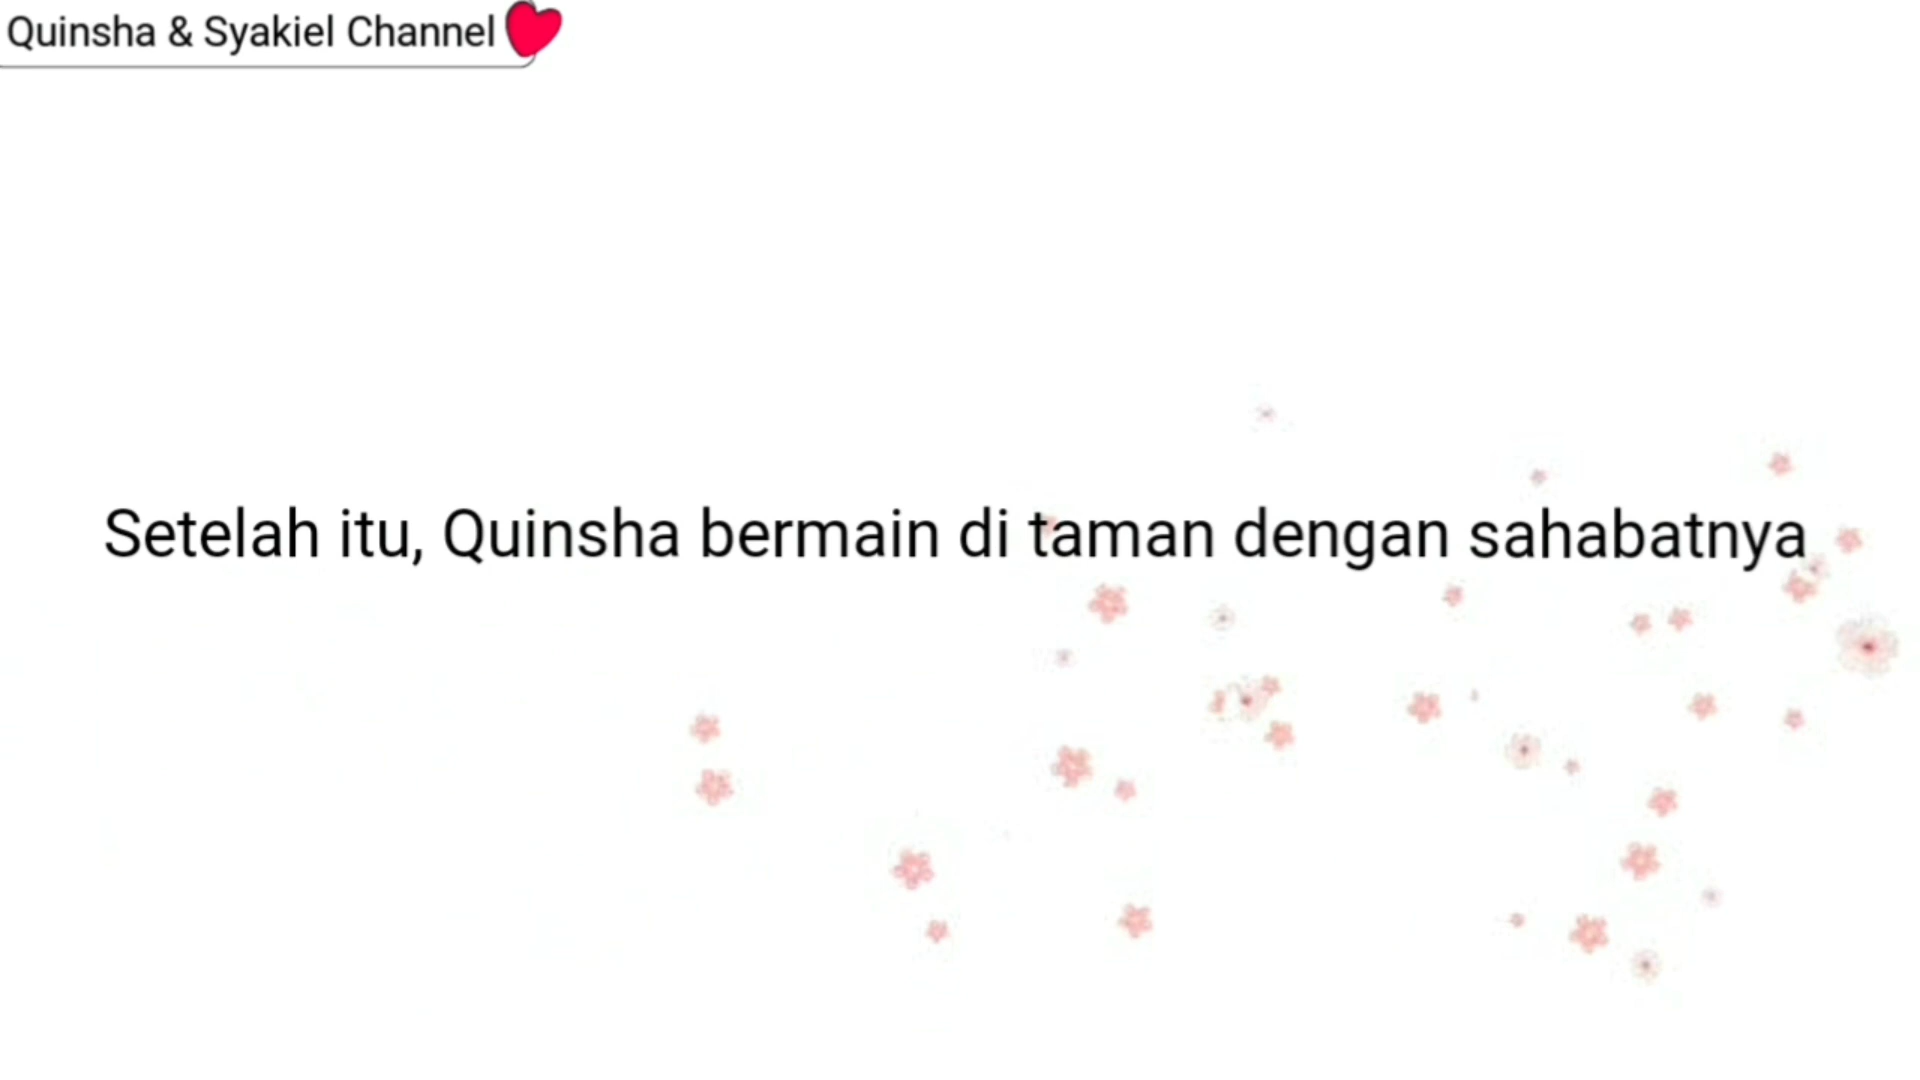 Quinsha & Syakiel Channel
Setelah itu, Quinsha bermain di taman dengan sahabatnya